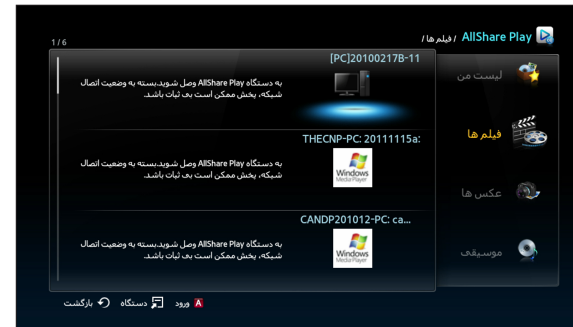 AllShare Play / فیلم ها /
1/6
لیست من
فیلم ها
عکس ها
موسیقی
[PC]20100217B-11
به دستگاه AllShare Play وصل شوید.بسته به وضعیت اتصال
شبکه، پخش ممکن است بی ثبات باشد.
THECNP-PC: 20111115a:
Windows
Media Player
به دستگاه AllShare Play وصل شوید.بسته به وضعیت اتصال
شبکه، پخش ممکن است بی ثبات باشد.
CANDP201012-PC: ca...
Windows
Media Player
به دستگاه AllShare Play وصل شوید.بسته به وضعیت اتصال
شبکه، پخش ممکن است بی ثبات باشد.
A ورود دستگاه بازگشت